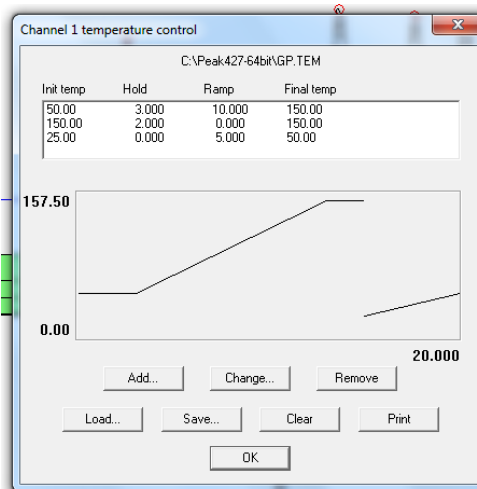 Channel 1 temperature control
C:\Peak427-64bit\GP.TEM
Init temp Hold Ramp Final temp
50.00 3.000 10.000 150.00
150.00 2.000 0.000 150.00
25.00 0.000 5.000 50.00
157.50
0.00
20.000
Add... Change... Remove
Load... Save... Clear Print
OK